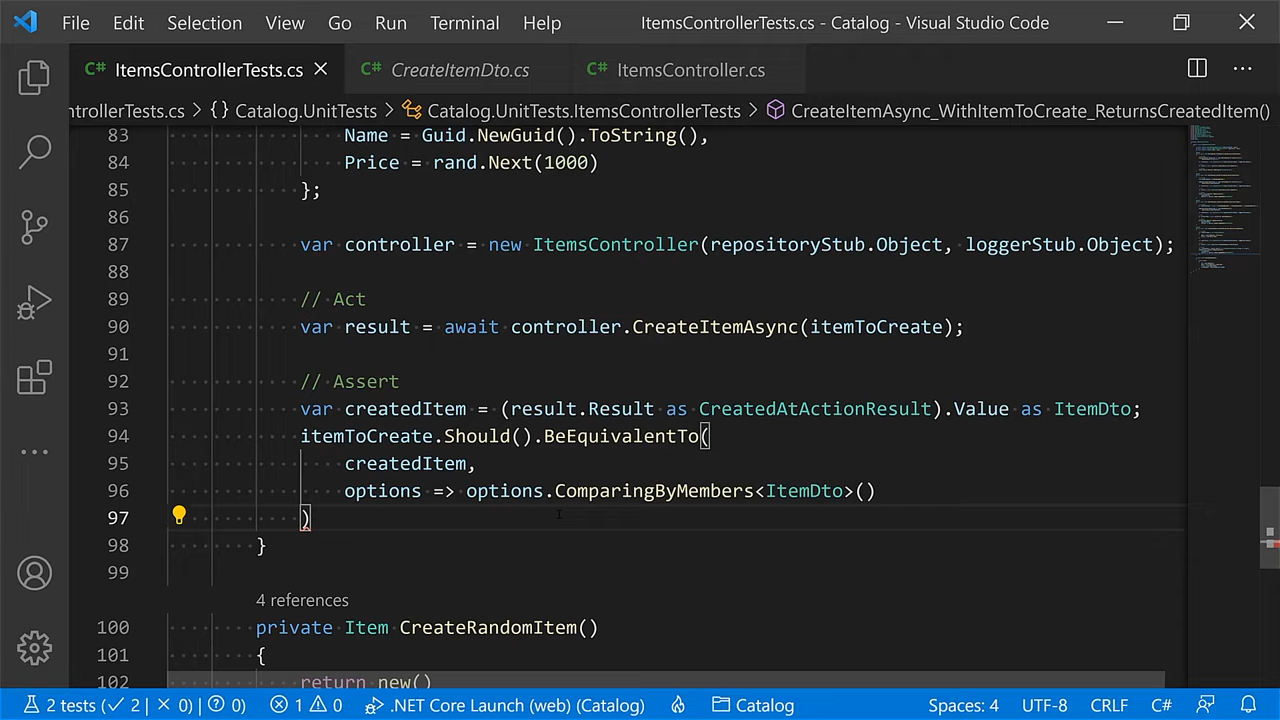 File Edit Selection View Go Run Terminal Help ItemsControllerTests.cs - Catalog - Visual Studio Code
C# ItemsControllerTests.cs C# CreateItemDto.cs C# ItemsController.cs
ntrollerTests.cs > {} Catalog.UnitTests > Catalog.UnitTests.ItemsControllerTests > CreateItemAsync_WithItemToCreate_ReturnsCreatedItem()
83 Name = Guid.NewGuid().ToString(),
84 Price = rand.Next(1000)
85 };
86
87 var controller = new ItemsController(repositoryStub.Object, loggerStub.Object);
88
89 // Act
90 var result = await controller.CreateItemAsync(itemToCreate);
91
92 // Assert
93 var createdItem = (result.Result as CreatedAtActionResult).Value as ItemDto;
94 itemToCreate.Should().BeEquivalentTo(
95 createdItem,
96 options => options.ComparingByMembers<ItemDto>()
97 )
98 }
99
4 references
100 private Item CreateRandomItem()
101 {
102 return new()
2 tests (✓ 2 | × 0) | ? 0) 1 0 .NET Core Launch (web) (Catalog) Catalog Spaces: 4 UTF-8 CRLF C#